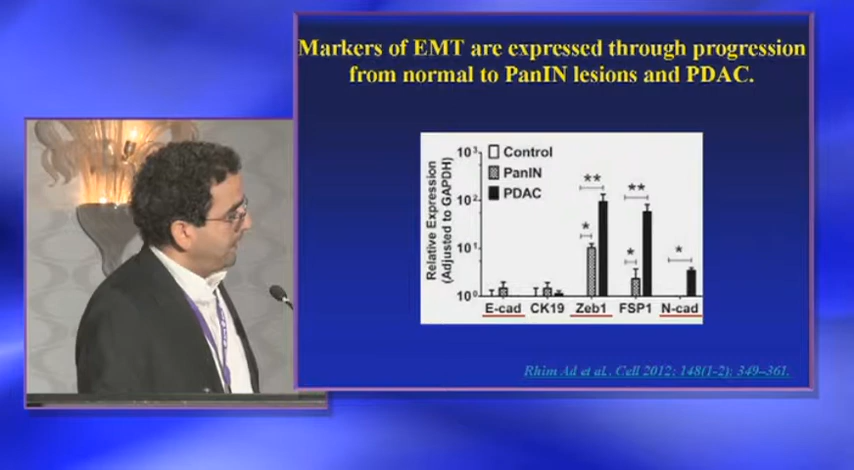 Markers of EMT are expressed through progression
from normal to PanIN lesions and PDAC.
Relative Expression
(Adjusted to GAPDH)
10³
10²
10¹
10⁰
Control
PanIN
PDAC
*
**
*
**
*
E-cad CK19 Zeb1 FSP1 N-cad
Rhim Ad et al., Cell 2012; 148(1-2): 349–361.